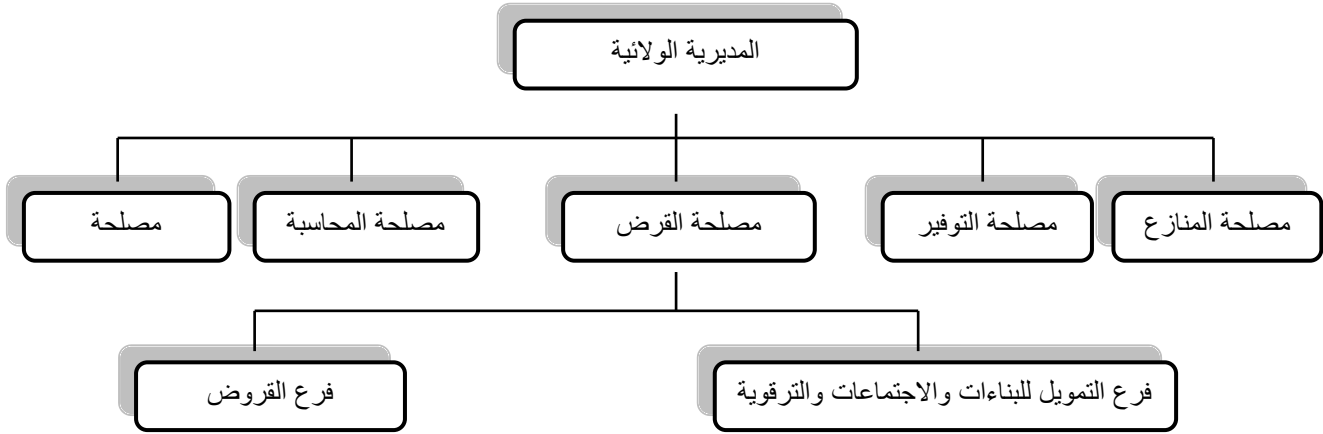 المديرية الولائية
مصلحة المنازع
مصلحة التوفير
مصلحة القرض
مصلحة المحاسبة
مصلحة
فرع التمويل للبناءات والاجتماعات والترقوية
فرع القروض